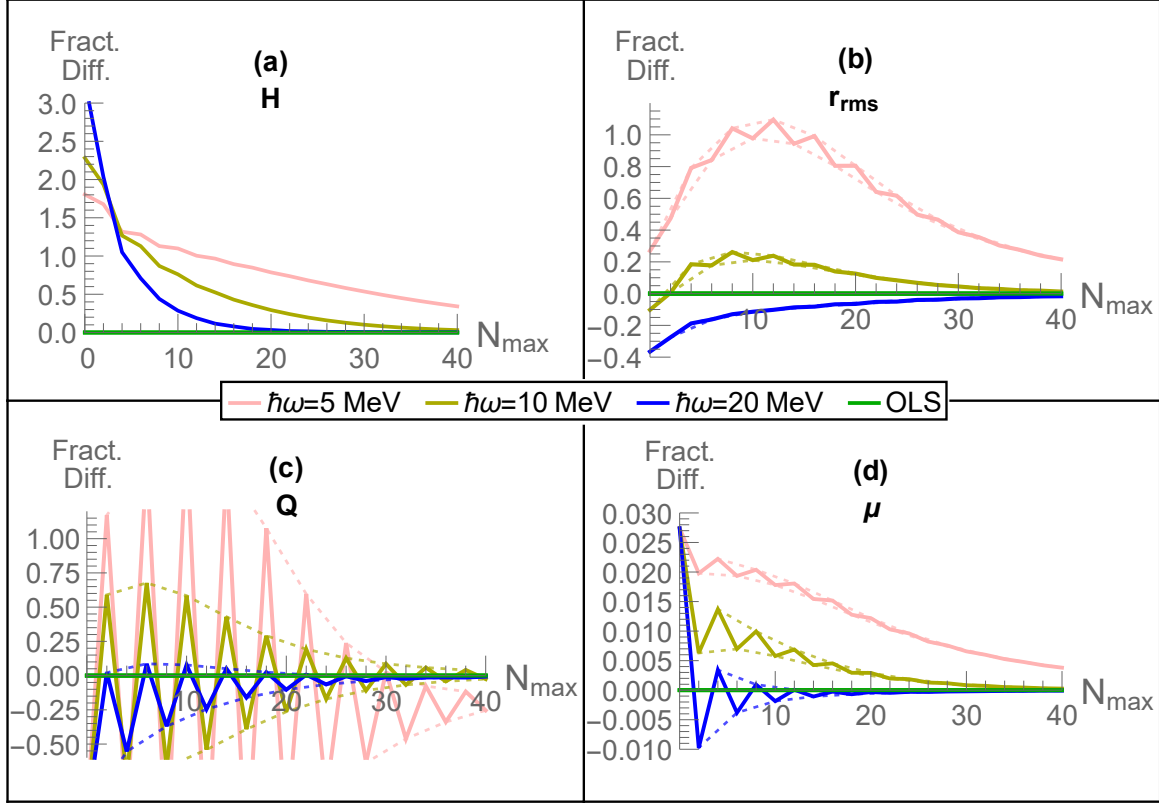 Fract.
Diff.
(a)
H
3.0
2.5
2.0
1.5
1.0
0.5
0.0
0
10
20
30
40
N_max
Fract.
Diff.
(b)
r_rms
1.0
0.8
0.6
0.4
0.2
0.0
−0.2
−0.4
10
20
30
40
N_max
ħω=5 MeV
ħω=10 MeV
ħω=20 MeV
OLS
Fract.
Diff.
(c)
Q
1.00
0.75
0.50
0.25
0.00
−0.25
−0.50
10
20
30
40
N_max
Fract.
Diff.
(d)
μ
0.030
0.025
0.020
0.015
0.010
0.005
0.000
−0.005
−0.010
10
20
30
40
N_max